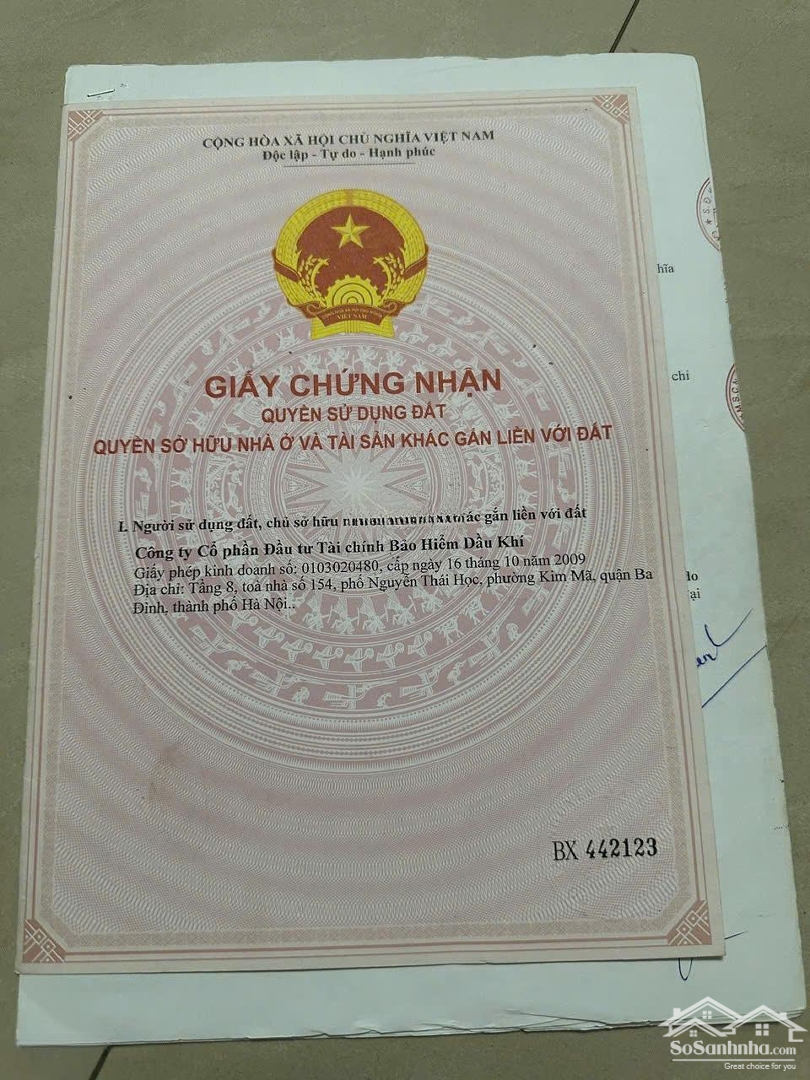 CỘNG HÒA XÃ HỘI CHỦ NGHĨA VIỆT NAM
Độc lập - Tự do - Hạnh phúc
VIỆT NAM
GIẤY CHỨNG NHẬN
QUYỀN SỬ DỤNG ĐẤT
QUYỀN SỞ HỮU NHÀ Ở VÀ TÀI SẢN KHÁC GẮN LIỀN VỚI ĐẤT
I. Người sử dụng đất, chủ sở hữu gắn liền với đất
Công ty Cổ phần Đầu tư Tài chính Bảo Hiểm Dầu Khí
Giấy phép kinh doanh số: 0103020480, cấp ngày 16 tháng 10 năm 2009
Địa chỉ: Tầng 8, toà nhà số 154, phố Nguyễn Thái Học, phường Kim Mã, quận Ba
Đình, thành phố Hà Nội..
BX 442123
hĩa
chi
ại
SoSanhnha.com
Great choice for you